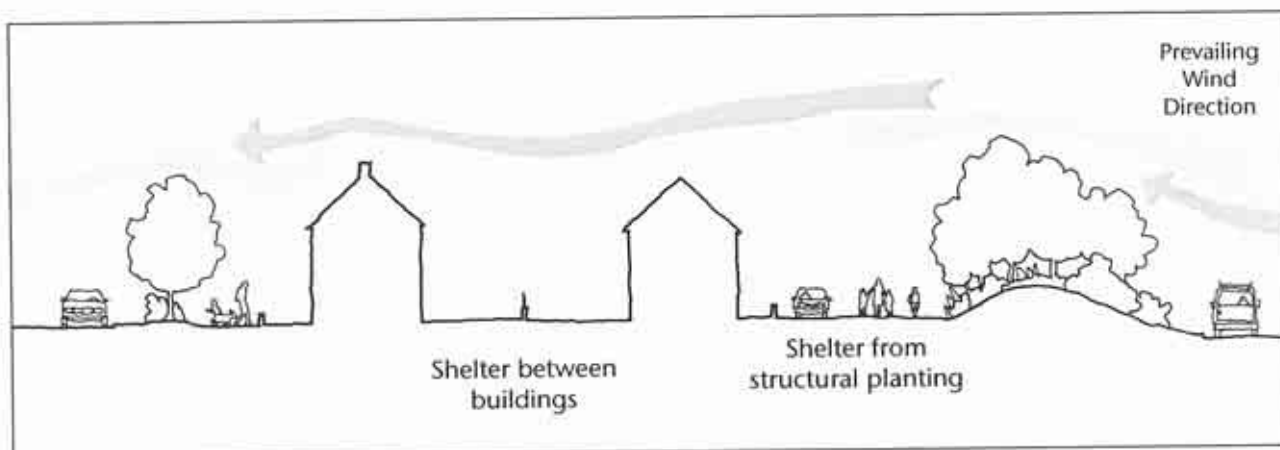 Prevailing
Wind
Direction
Shelter between
buildings
Shelter from
structural planting